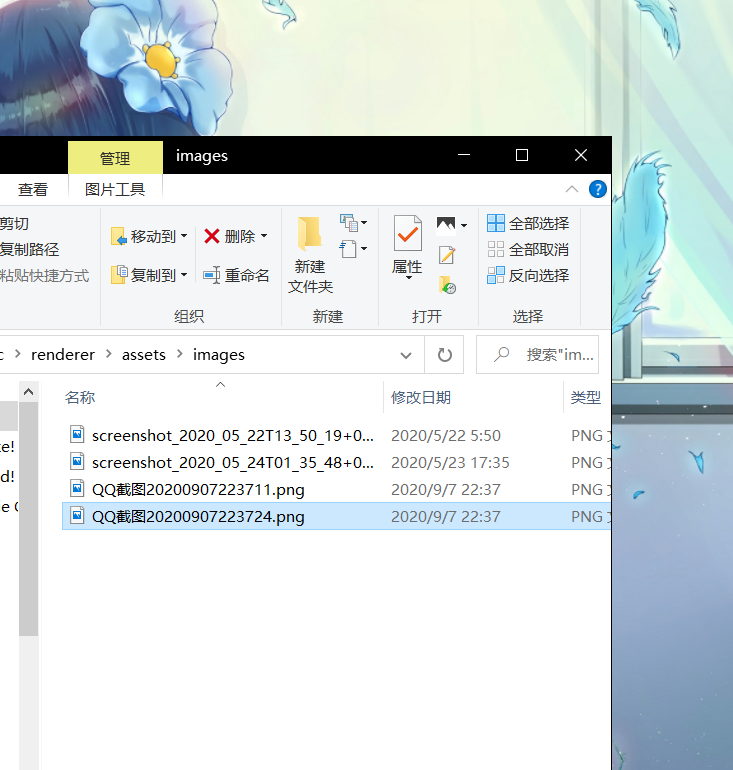 管理
images
查看
图片工具
?
剪切
复制路径
粘贴快捷方式
移动到
复制到
删除
重命名
组织
新建
文件夹
新建
属性
打开
全部选择
全部取消
反向选择
选择
renderer
assets
images
搜索"im...
名称
修改日期
类型
screenshot_2020_05_22T13_50_19+0...
2020/5/22 5:50
PNG
screenshot_2020_05_24T01_35_48+0...
2020/5/23 17:35
PNG
QQ截图20200907223711.png
2020/9/7 22:37
PNG
QQ截图20200907223724.png
2020/9/7 22:37
PNG